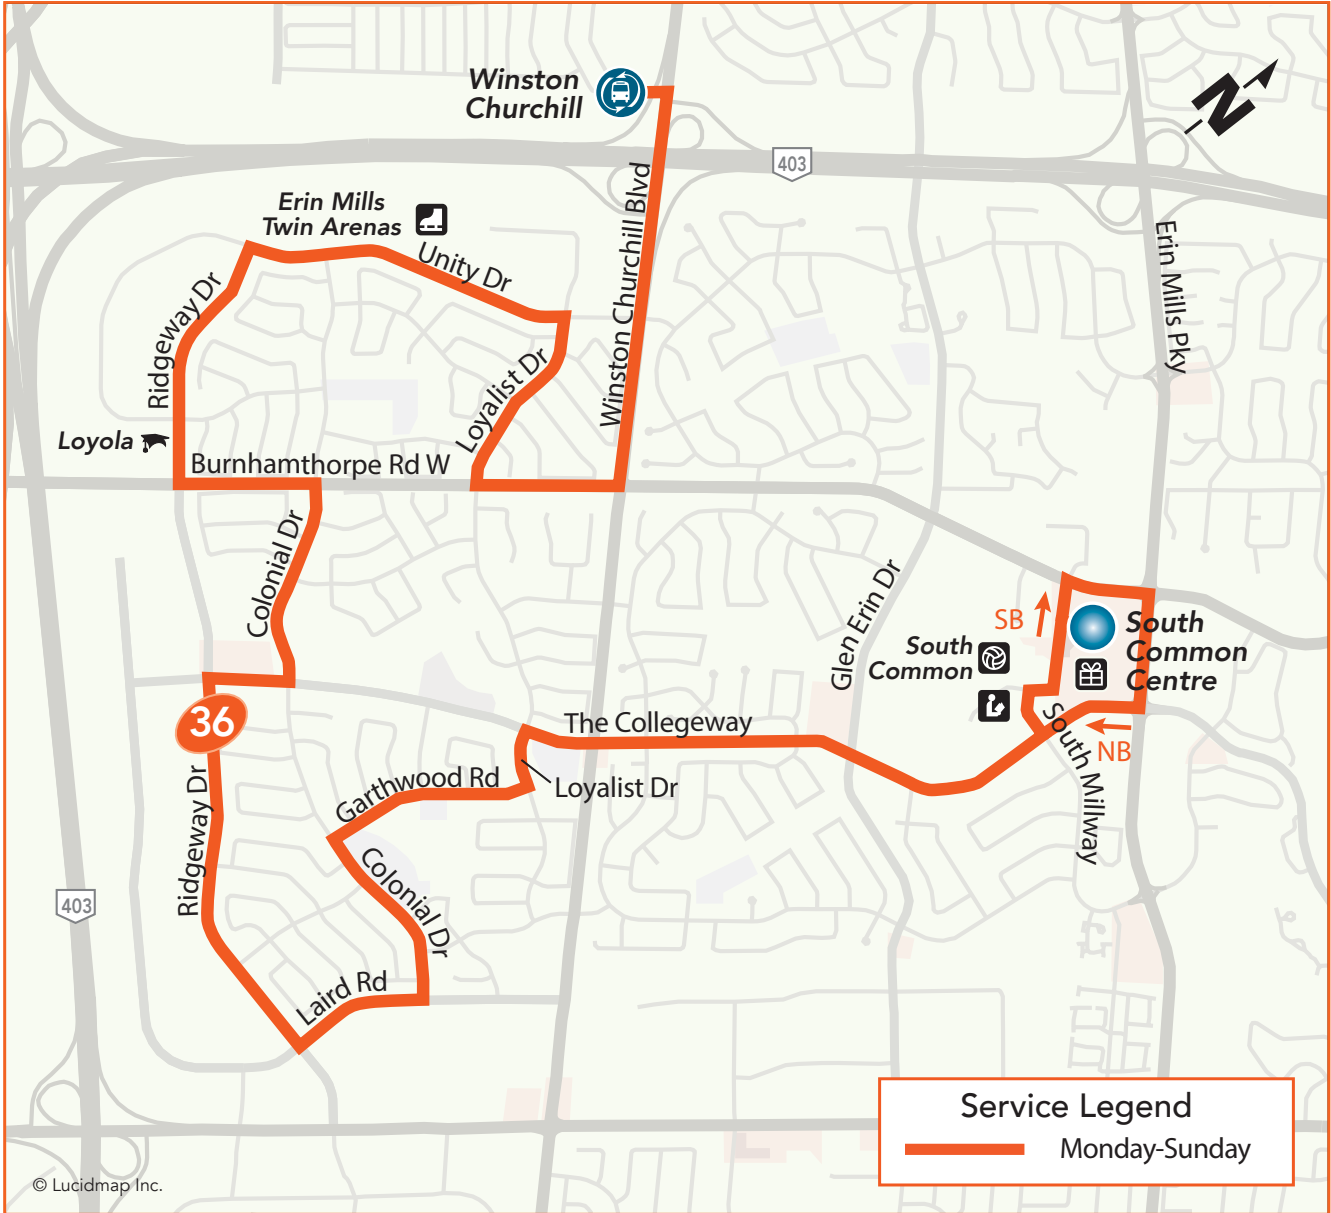 Winston
Churchill
N
403
Erin Mills
Twin Arenas
Unity Dr
Winston Churchill Blvd
Erin Mills Pky
Ridgeway Dr
Loyalist Dr
Loyola
Burnhamthorpe Rd W
Colonial Dr
Glen Erin Dr
SB
South
Common
South
Common
Centre
36
The Collegeway
South Millway
NB
Garthwood Rd
Loyalist Dr
Ridgeway Dr
Colonial Dr
403
Laird Rd
Service Legend
Monday-Sunday
© Lucidmap Inc.